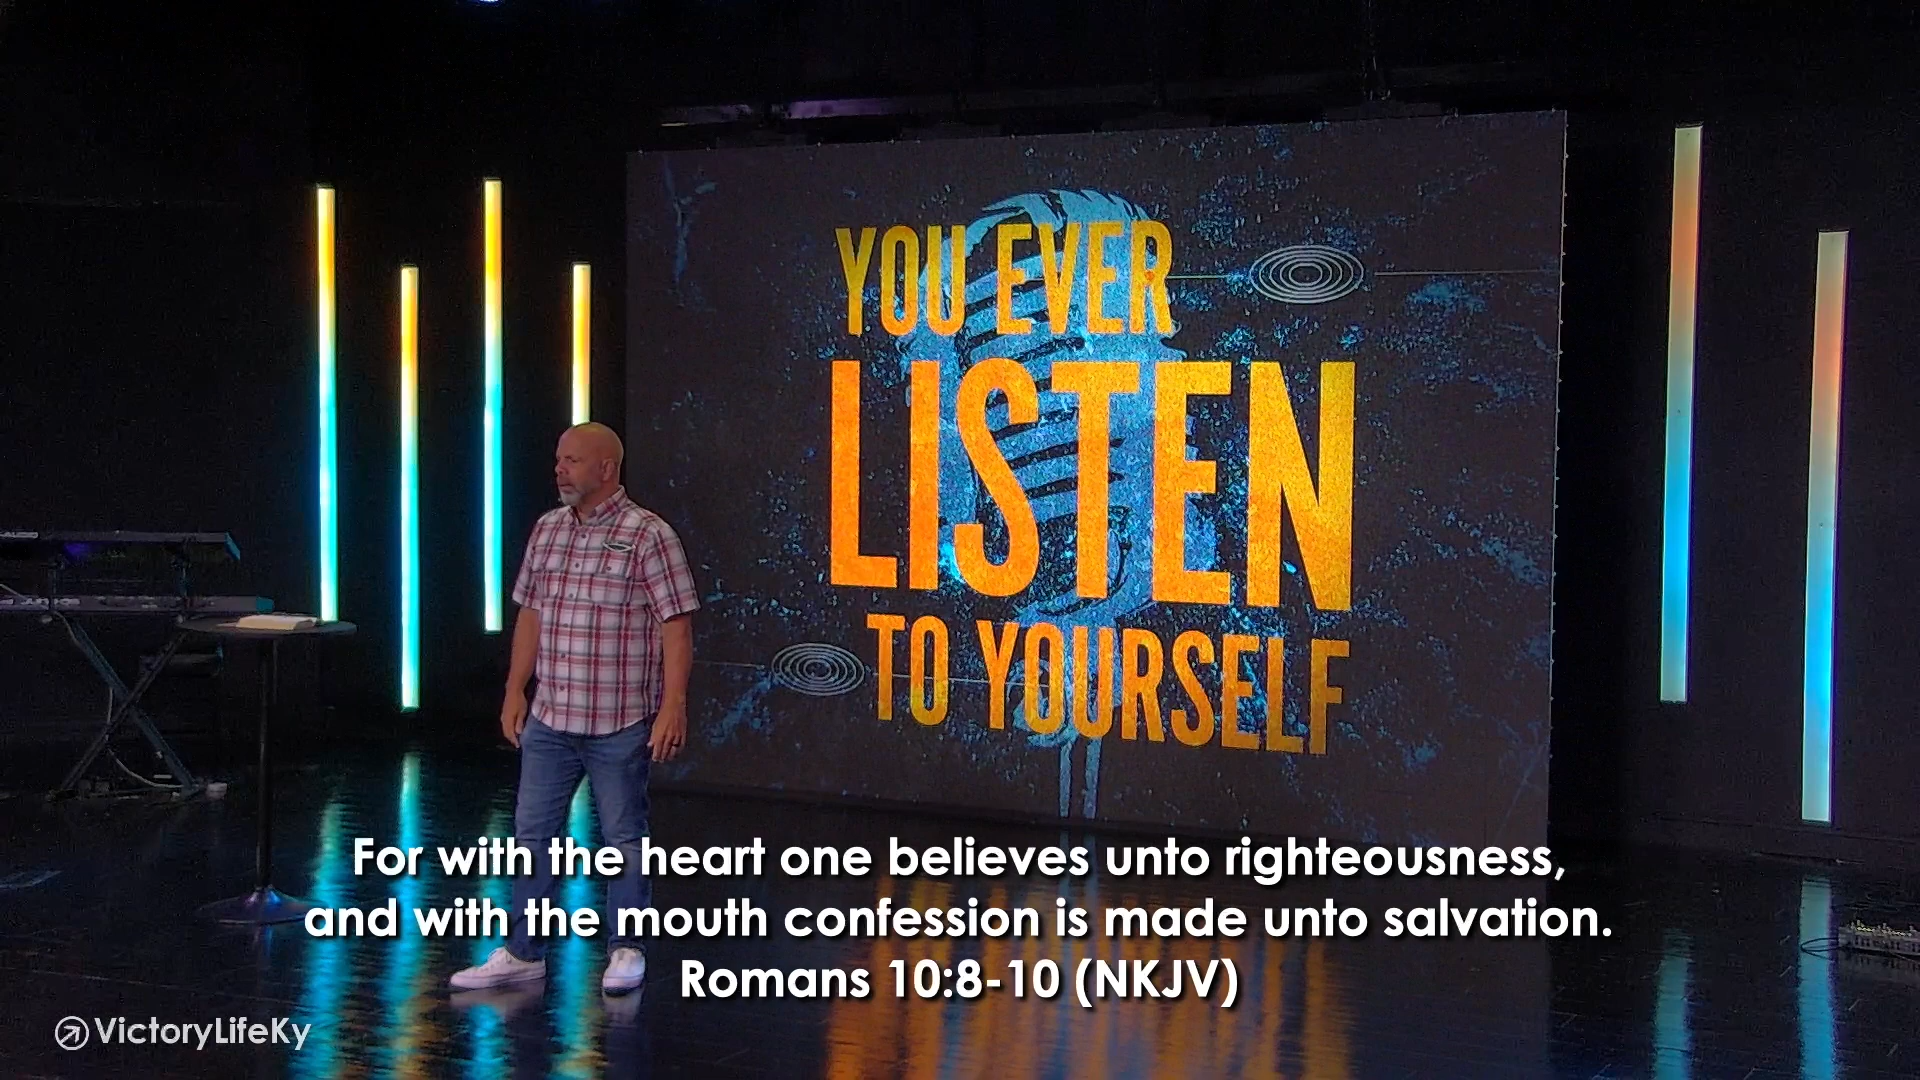 YOU EVER
LISTEN
TO YOURSELF
For with the heart one believes unto righteousness,
and with the mouth confession is made unto salvation.
Romans 10:8-10 (NKJV)
VictoryLifeKy